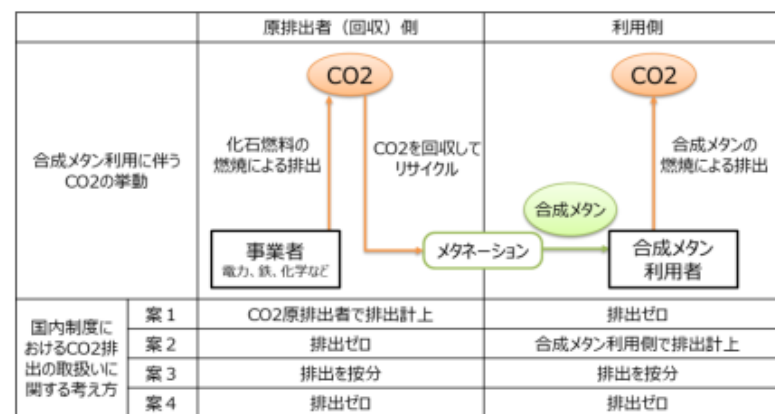 原排出者（回収）側
利用側
合成メタン利用に伴う
CO2の挙動
CO2
化石燃料の
燃焼による排出
CO2を回収して
リサイクル
事業者
電力、鉄、化学など
メタネーション
合成メタン
CO2
合成メタンの
燃焼による排出
合成メタン
利用者
国内制度に
おけるCO2排
出の取扱いに
関する考え方
案１
CO2原排出者で排出計上
排出ゼロ
案２
排出ゼロ
合成メタン利用側で排出計上
案３
排出を按分
排出を按分
案４
排出ゼロ
排出ゼロ